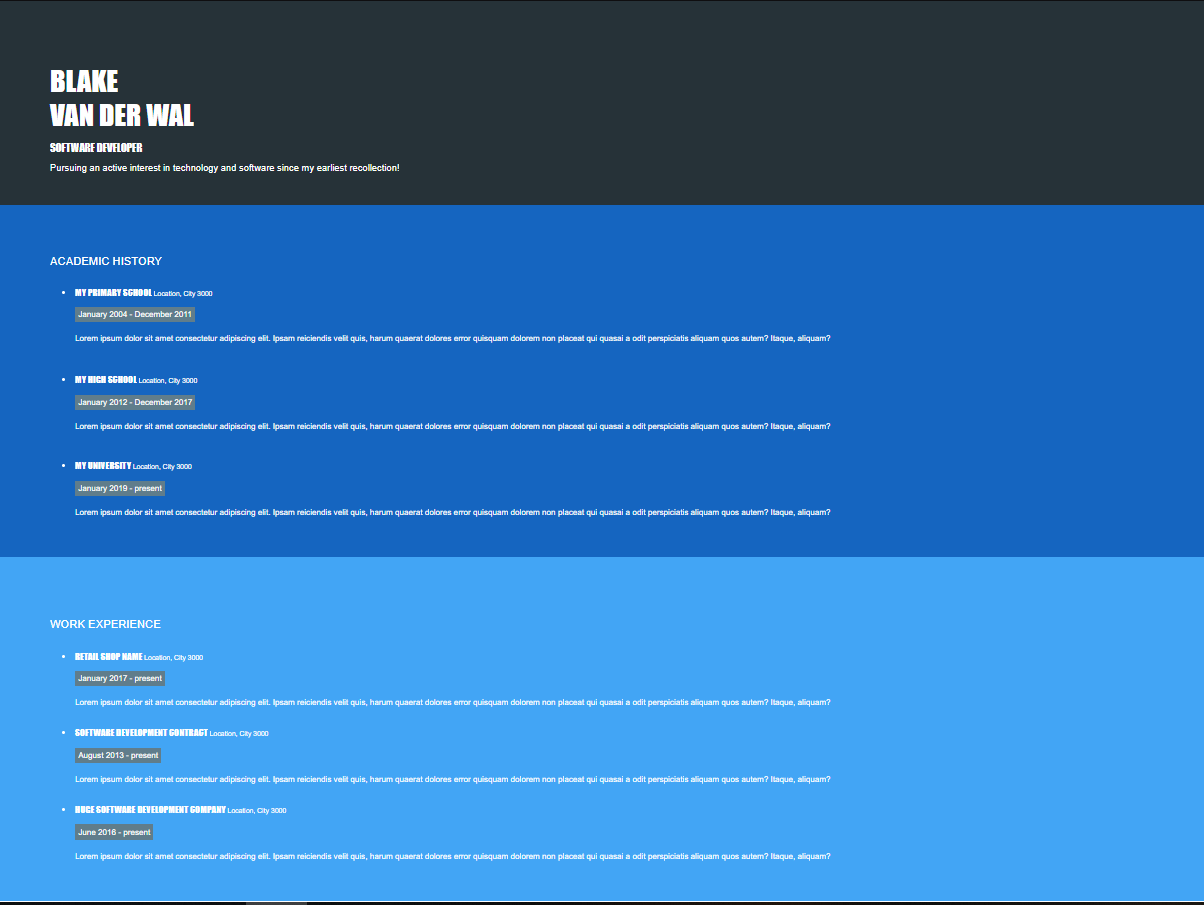 BLAKE
VAN DER WAL
SOFTWARE DEVELOPER
Pursuing an active interest in technology and software since my earliest recollection!
ACADEMIC HISTORY
MY PRIMARY SCHOOL Location, City 3000
January 2004 - December 2011
Lorem ipsum dolor sit amet consectetur adipiscing elit. Ipsam reiciendis velit quis, harum quaerat dolores error quisquam dolorem non placeat qui quasai a odit perspiciatis aliquam quos autem? Itaque, aliquam?
MY HIGH SCHOOL Location, City 3000
January 2012 - December 2017
Lorem ipsum dolor sit amet consectetur adipiscing elit. Ipsam reiciendis velit quis, harum quaerat dolores error quisquam dolorem non placeat qui quasai a odit perspiciatis aliquam quos autem? Itaque, aliquam?
MY UNIVERSITY Location, City 3000
January 2019 - present
Lorem ipsum dolor sit amet consectetur adipiscing elit. Ipsam reiciendis velit quis, harum quaerat dolores error quisquam dolorem non placeat qui quasai a odit perspiciatis aliquam quos autem? Itaque, aliquam?
WORK EXPERIENCE
RETAIL SHOP NAME Location, City 3000
January 2017 - present
Lorem ipsum dolor sit amet consectetur adipiscing elit. Ipsam reiciendis velit quis, harum quaerat dolores error quisquam dolorem non placeat qui quasai a odit perspiciatis aliquam quos autem? Itaque, aliquam?
SOFTWARE DEVELOPMENT CONTRACT Location, City 3000
August 2013 - present
Lorem ipsum dolor sit amet consectetur adipiscing elit. Ipsam reiciendis velit quis, harum quaerat dolores error quisquam dolorem non placeat qui quasai a odit perspiciatis aliquam quos autem? Itaque, aliquam?
HUGE SOFTWARE DEVELOPMENT COMPANY Location, City 3000
June 2016 - present
Lorem ipsum dolor sit amet consectetur adipiscing elit. Ipsam reiciendis velit quis, harum quaerat dolores error quisquam dolorem non placeat qui quasai a odit perspiciatis aliquam quos autem? Itaque, aliquam?